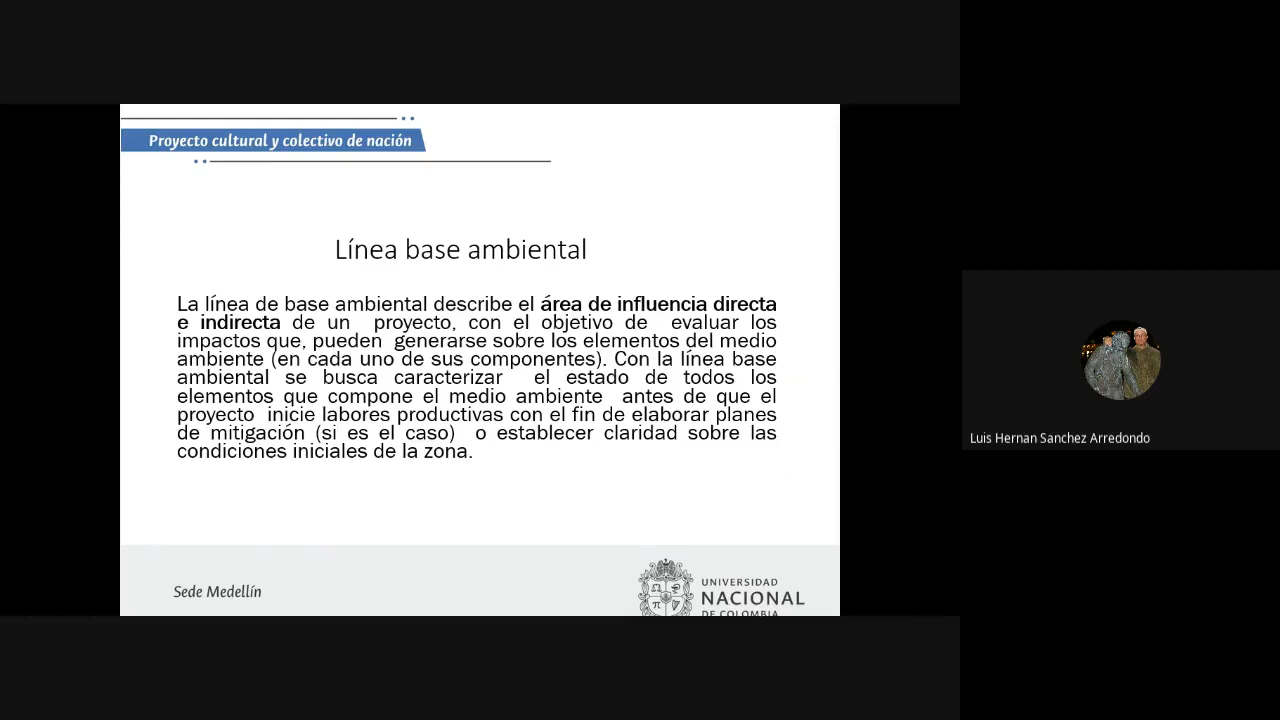 Proyecto cultural y colectivo de nación
Línea base ambiental
La línea de base ambiental describe el área de influencia directa
e indirecta de un proyecto, con el objetivo de evaluar los
impactos que, pueden generarse sobre los elementos del medio
ambiente (en cada uno de sus componentes). Con la línea base
ambiental se busca caracterizar el estado de todos los
elementos que compone el medio ambiente antes de que el
proyecto inicie labores productivas con el fin de elaborar planes
de mitigación (si es el caso) o establecer claridad sobre las
condiciones iniciales de la zona.
Luis Hernan Sanchez Arredondo
Sede Medellín
UNIVERSIDAD
NACIONAL
DE COLOMBIA